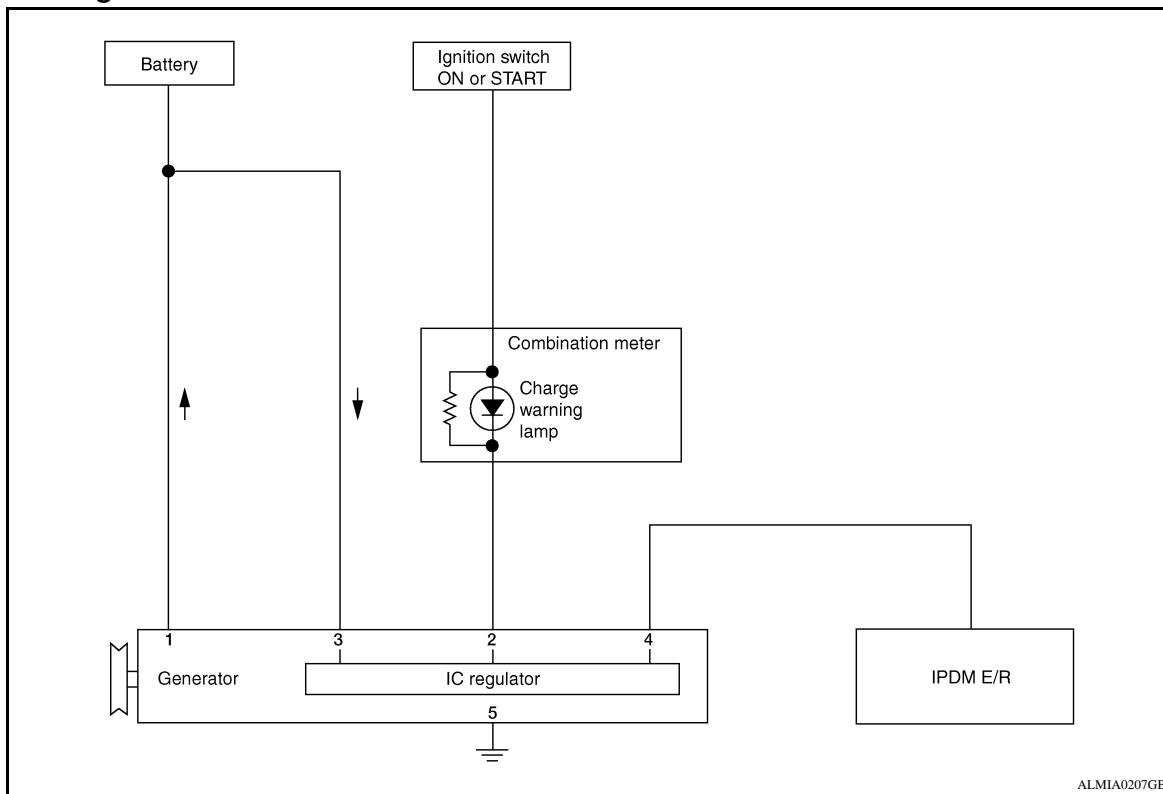 Battery
Ignition switch
ON or START
Combination meter
Charge
warning
lamp
1
3
2
4
Generator
IC regulator
IPDM E/R
5